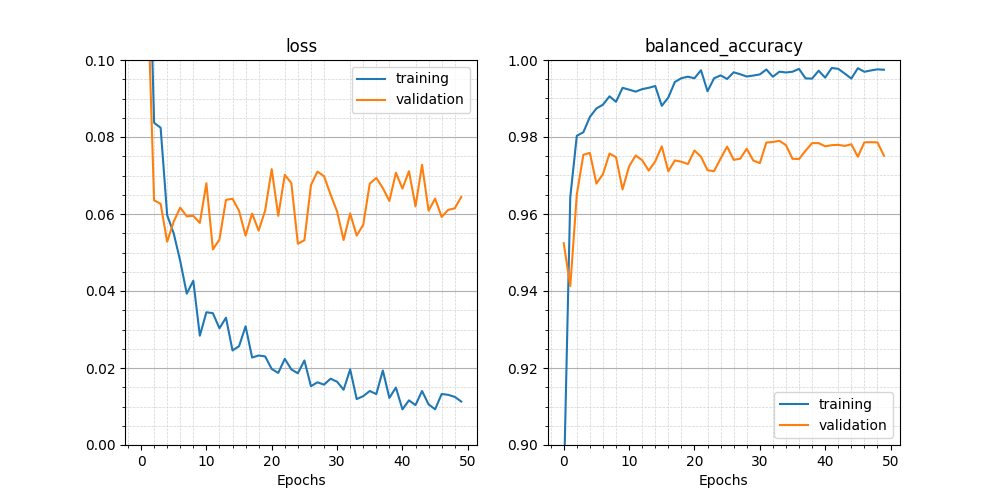 loss
0.10
0.08
0.06
0.04
0.02
0.00
0 10 20 30 40 50
Epochs
training
validation
balanced_accuracy
1.00
0.98
0.96
0.94
0.92
0.90
0 10 20 30 40 50
Epochs
training
validation